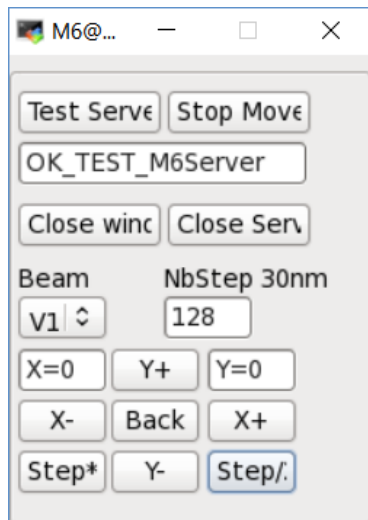 M6@...
Test Serve Stop Move
OK_TEST_M6Server
Close wind Close Serv
Beam NbStep 30nm
V1 128
X=0 Y+ Y=0
X- Back X+
Step* Y- Step/